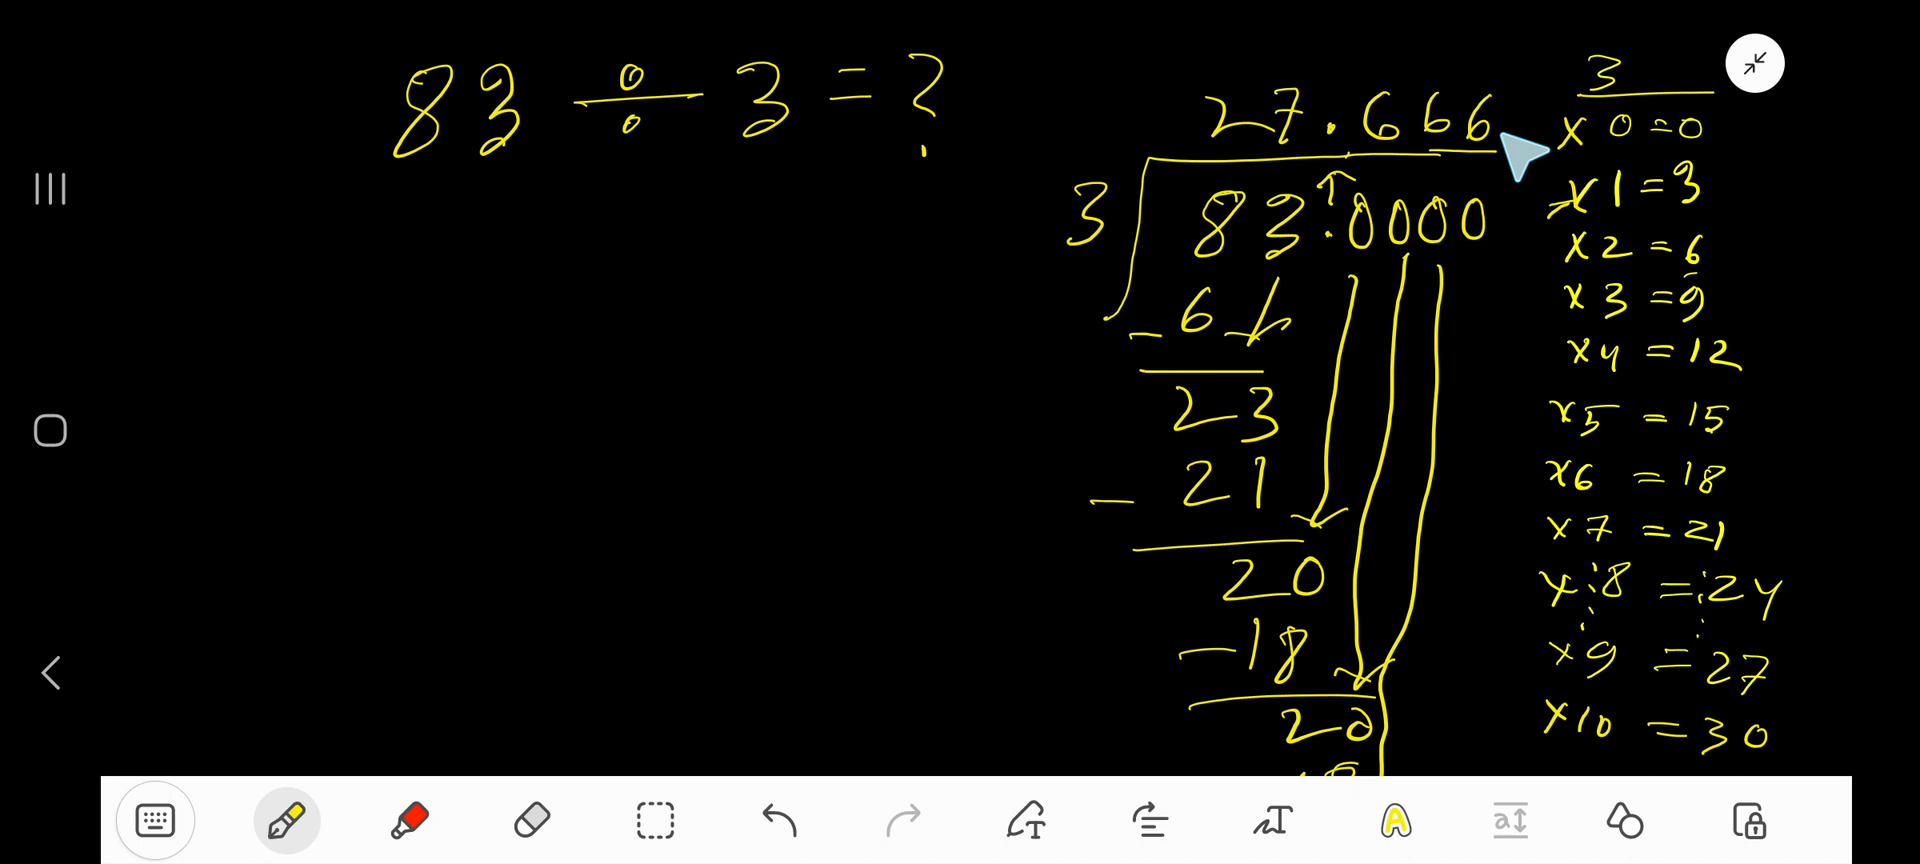 83 ÷ 3 = ?
27.666
3 83.0000
- 6
23
- 21
20
- 18
20
3
x 0 = 0
x 1 = 3
x 2 = 6
x 3 = 9
x 4 = 12
x 5 = 15
x 6 = 18
x 7 = 21
x 8 = 24
x 9 = 27
x 10 = 30